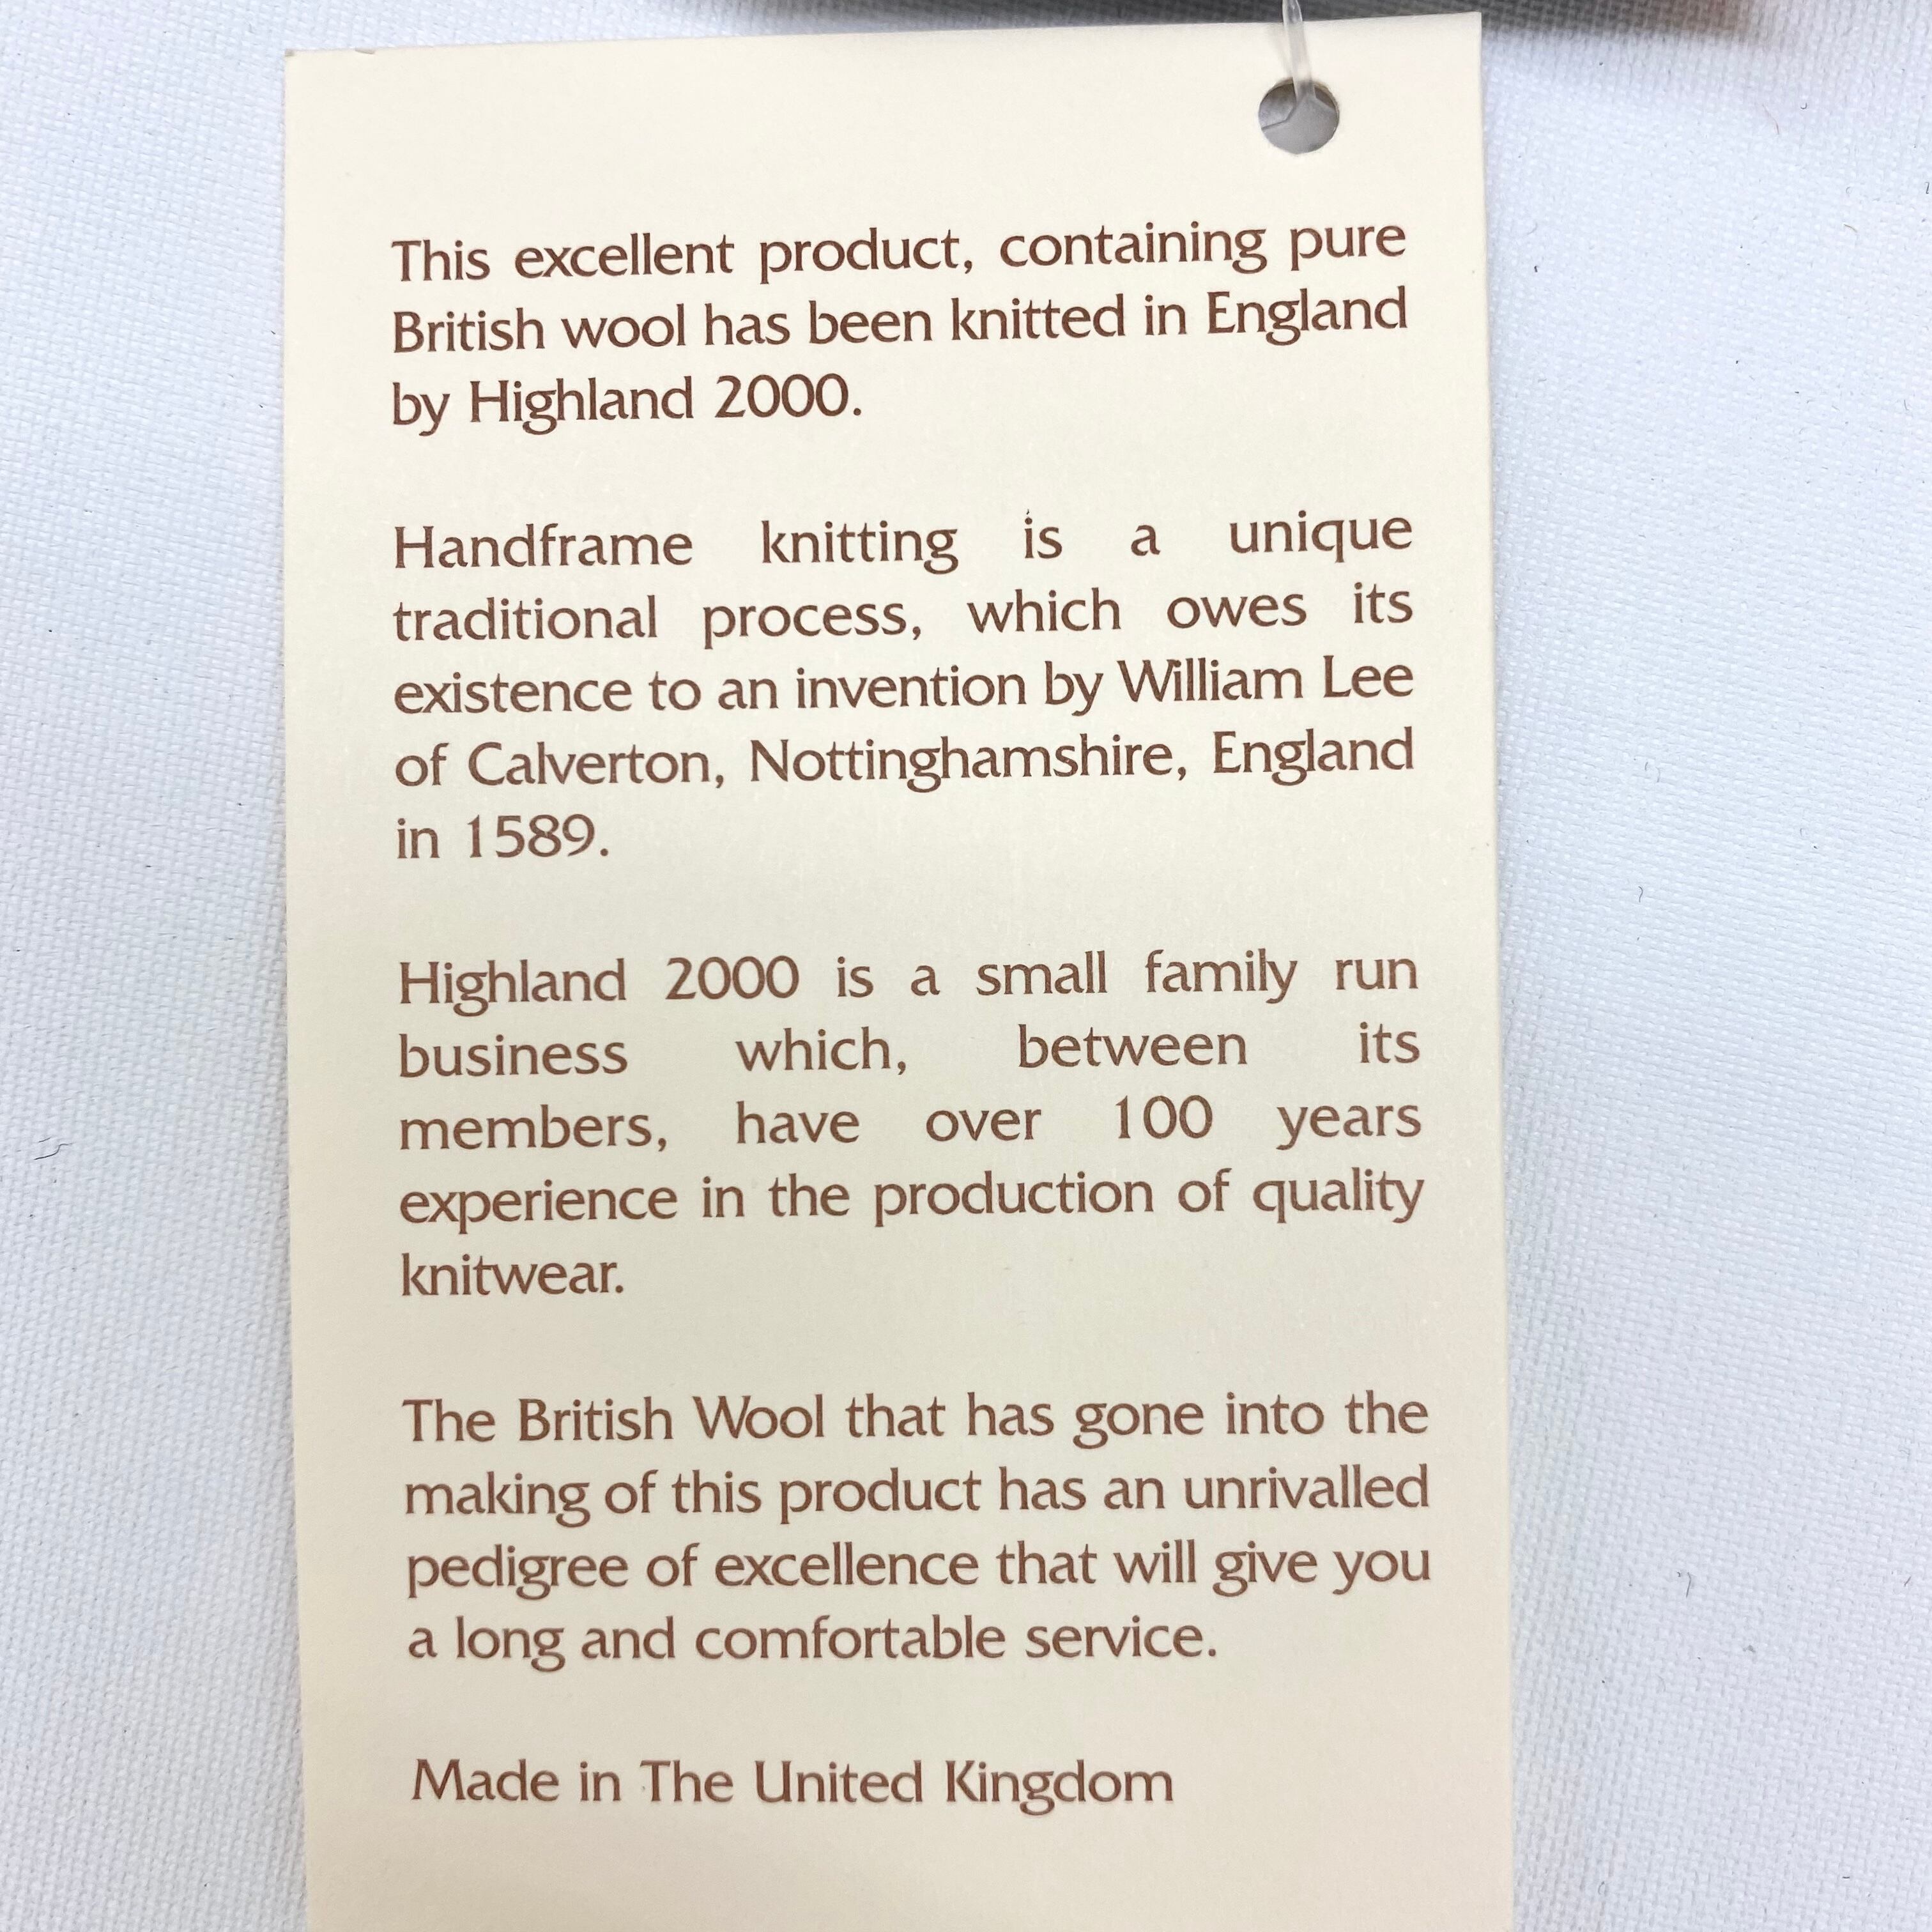 This excellent product, containing pure
British wool has been knitted in England
by Highland 2000.
Handframe knitting is a unique
traditional process, which owes its
existence to an invention by William Lee
of Calverton, Nottinghamshire, England
in 1589.
Highland 2000 is a small family run
business which, between its
members, have over 100 years
experience in the production of quality
knitwear.
The British Wool that has gone into the
making of this product has an unrivalled
pedigree of excellence that will give you
a long and comfortable service.
Made in The United Kingdom